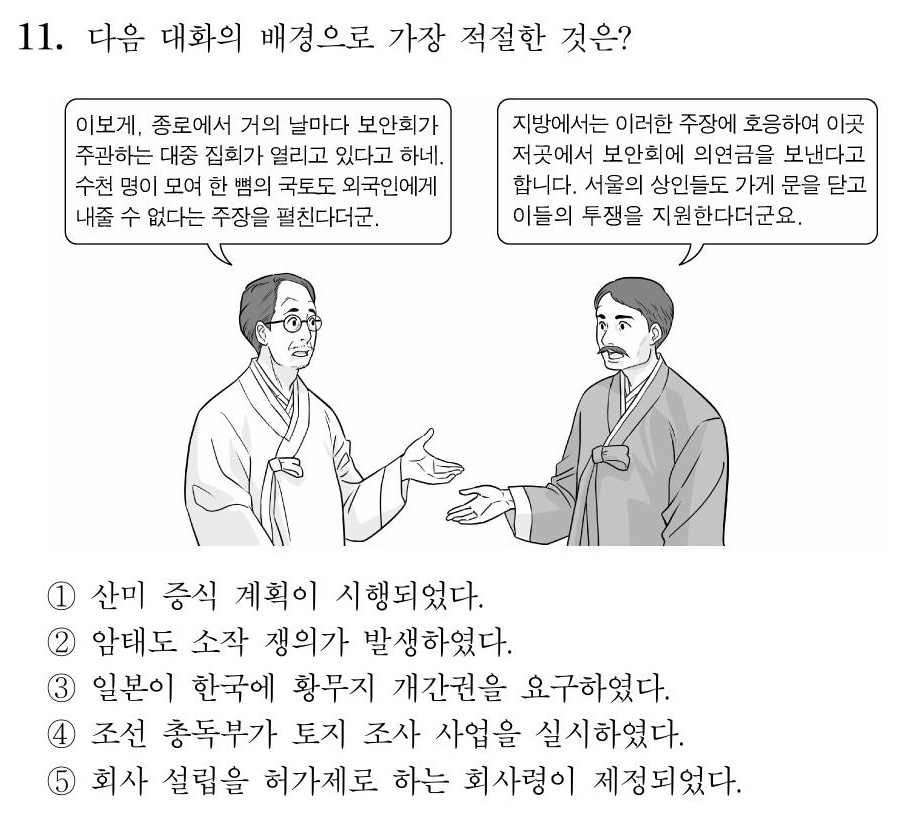 11. 다음 대화의 배경으로 가장 적절한 것은?
이보게, 종로에서 거의 날마다 보안회가
주관하는 대중 집회가 열리고 있다고 하네.
수천 명이 모여 한 뼘의 국토도 외국인에게
내줄 수 없다는 주장을 펼친다더군.
지방에서는 이러한 주장에 호응하여 이곳
저곳에서 보안회에 의연금을 보낸다고
합니다. 서울의 상인들도 가게 문을 닫고
이들의 투쟁을 지원한다더군요.
① 산미 증식 계획이 시행되었다.
② 암태도 소작 쟁의가 발생하였다.
③ 일본이 한국에 황무지 개간권을 요구하였다.
④ 조선 총독부가 토지 조사 사업을 실시하였다.
⑤ 회사 설립을 허가제로 하는 회사령이 제정되었다.